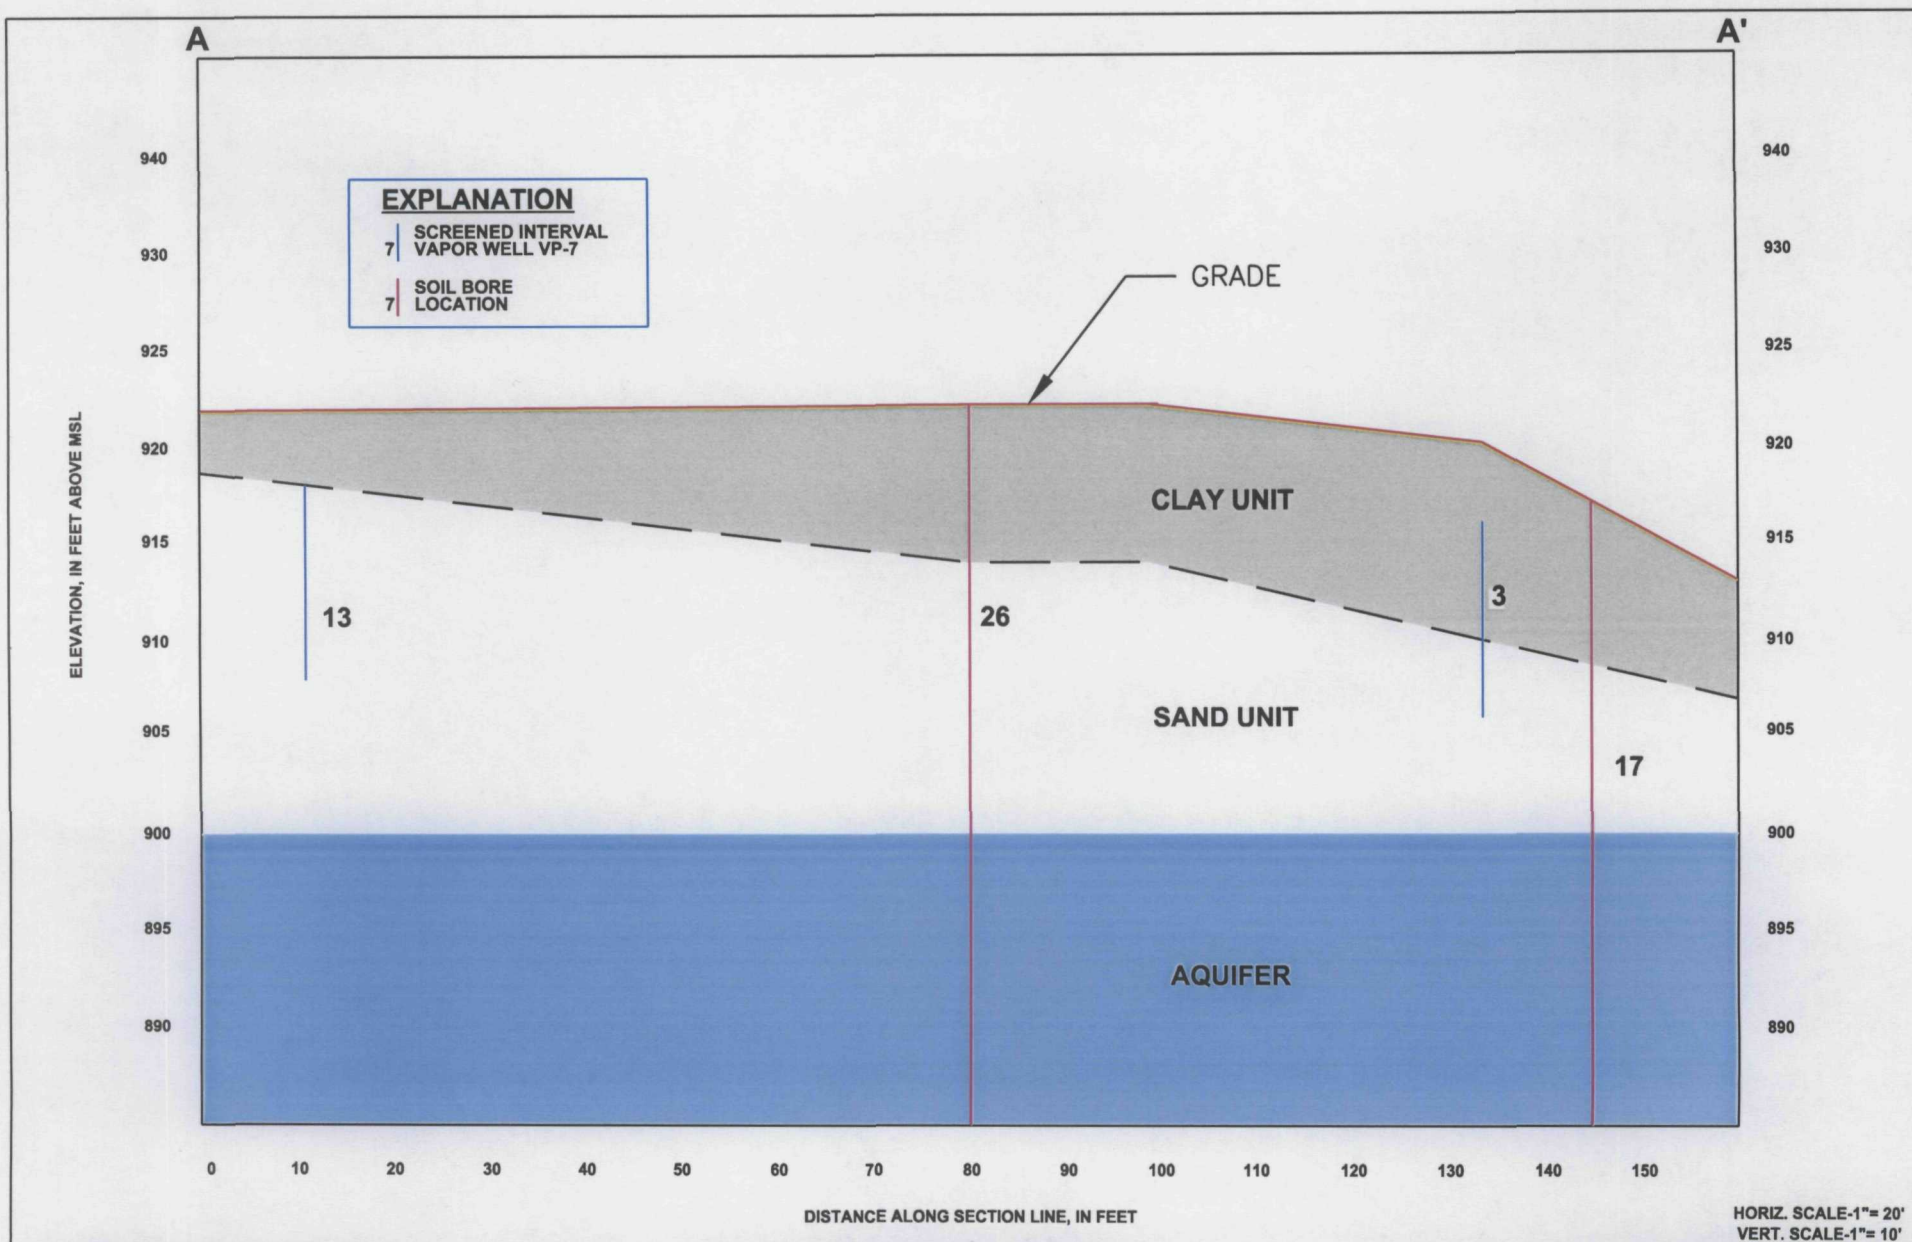 A
A'
940
940
EXPLANATION
7 SCREENED INTERVAL
VAPOR WELL VP-7
7 SOIL BORE
LOCATION
930
930
GRADE
925
925
920
920
CLAY UNIT
915
915
3
13
26
910
910
SAND UNIT
905
905
17
900
900
895
895
AQUIFER
890
890
ELEVATION, IN FEET ABOVE MSL
0 10 20 30 40 50 60 70 80 90 100 110 120 130 140 150
DISTANCE ALONG SECTION LINE, IN FEET
HORIZ. SCALE-1"= 20'
VERT. SCALE-1"= 10'